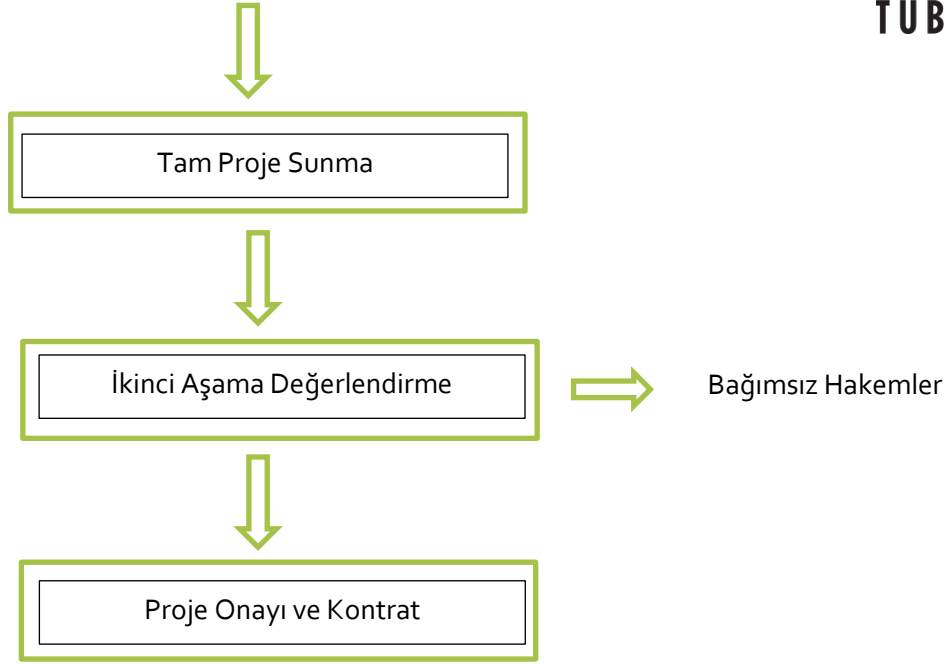 TUB
Tam Proje Sunma
İkinci Aşama Değerlendirme
Bağımsız Hakemler
Proje Onayı ve Kontrat